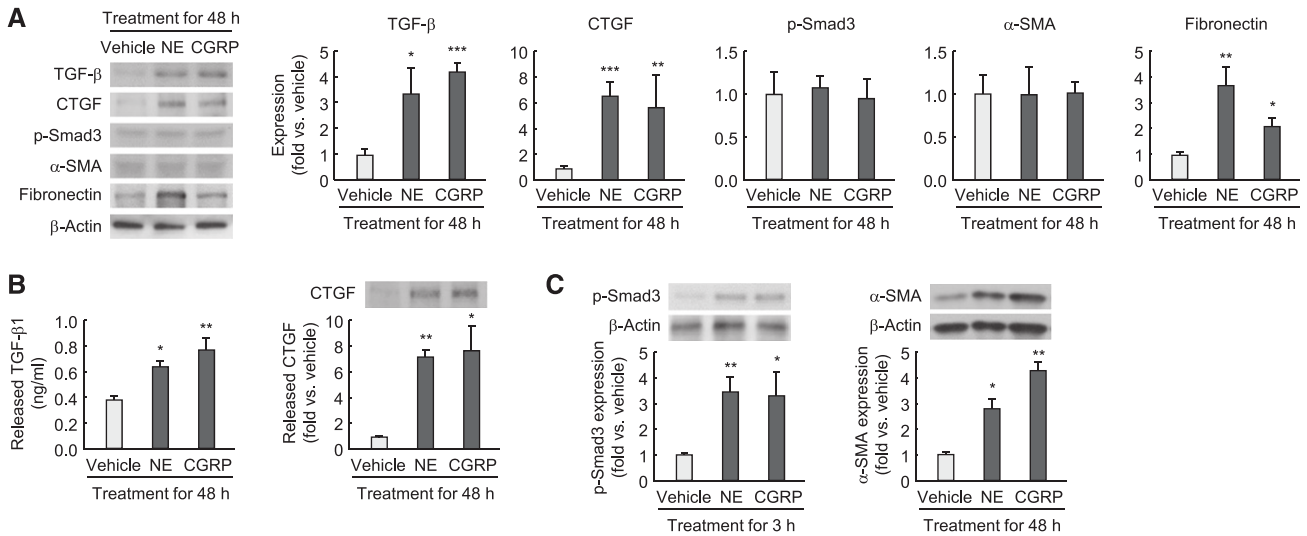 A
Treatment for 48 h
Vehicle NE CGRP
TGF-β
CTGF
p-Smad3
α-SMA
Fibronectin
β-Actin
Expression
(fold vs. vehicle)
TGF-β
5
4
3
2
1
0
* ***
Vehicle NE CGRP
Treatment for 48 h
CTGF
10
8
6
4
2
0
*** **
Vehicle NE CGRP
Treatment for 48 h
p-Smad3
1.5
1.0
0.5
0.0
Vehicle NE CGRP
Treatment for 48 h
α-SMA
1.5
1.0
0.5
0.0
Vehicle NE CGRP
Treatment for 48 h
Fibronectin
5
4
3
2
1
0
** *
Vehicle NE CGRP
Treatment for 48 h
B
Released TGF-β1
(ng/ml)
1.0
0.8
0.6
0.4
0.2
0.0
* **
Vehicle NE CGRP
Treatment for 48 h
CTGF
Released CTGF
(fold vs. vehicle)
10
8
6
4
2
0
** *
Vehicle NE CGRP
Treatment for 48 h
C
p-Smad3
β-Actin
p-Smad3 expression
(fold vs. vehicle)
5
4
3
2
1
0
** *
Vehicle NE CGRP
Treatment for 3 h
α-SMA
β-Actin
α-SMA expression
(fold vs. vehicle)
5
4
3
2
1
0
* **
Vehicle NE CGRP
Treatment for 48 h